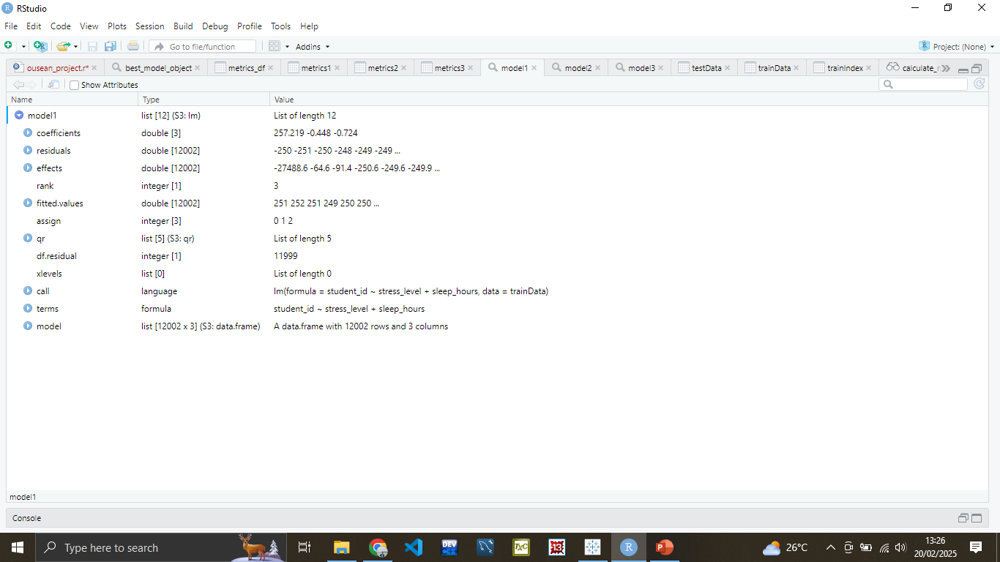 RStudio
File Edit Code View Plots Session Build Debug Profile Tools Help
Go to file/function Addins Project: (None)
ousean_project.r* best_model_object metrics_df metrics1 metrics2 metrics3 model1 model2 model3 testData trainData trainIndex
Show Attributes
Name Type Value
model1 list [12] (S3: lm) List of length 12
coefficients double [3] 257.219 -0.448 -0.724
residuals double [12002] -250 -251 -250 -248 -249 -249 ...
effects double [12002] -27488.6 -64.6 -91.4 -250.6 -249.6 -249.9 ...
rank integer [1] 3
fitted.values double [12002] 251 252 251 249 250 250 ...
assign integer [3] 0 1 2
qr list [5] (S3: qr) List of length 5
df.residual integer [1] 11999
xlevels list [0] List of length 0
call language lm(formula = student_id ~ stress_level + sleep_hours, data = trainData)
terms formula student_id ~ stress_level + sleep_hours
model list [12002 x 3] (S3: data.frame) A data.frame with 12002 rows and 3 columns
model1
Console
Type here to search DEV TXC R P 26°C 13:26
20/02/2025